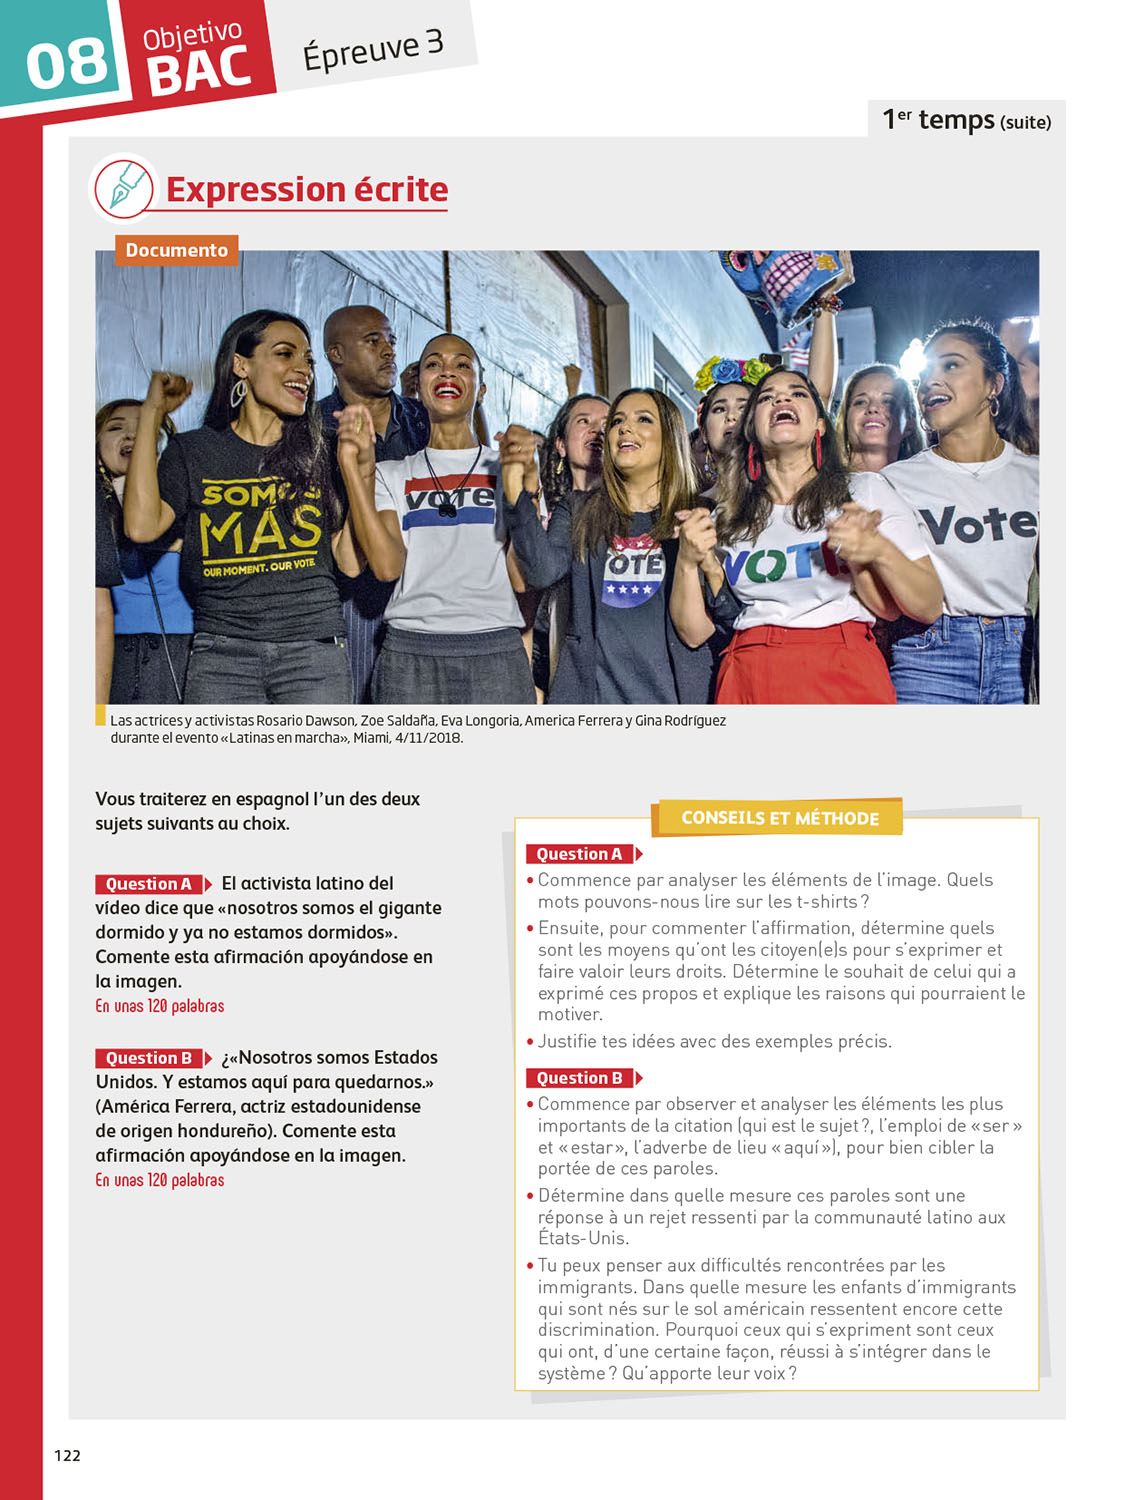 08
Objetivo
BAC
Épreuve 3
1er temps (suite)
Expression écrite
Documento
SOMOS
MÁS
OUR MOMENT. OUR VOTE.
VOTE
VOTE
VOT
Vote
Las actrices y activistas Rosario Dawson, Zoe Saldaña, Eva Longoria, America Ferrera y Gina Rodríguez
durante el evento «Latinas en marcha», Miami, 4/11/2018.
Vous traiterez en espagnol l’un des deux
sujets suivants au choix.
Question A El activista latino del
vídeo dice que «nosotros somos el gigante
dormido y ya no estamos dormidos».
Comente esta afirmación apoyándose en
la imagen.
En unas 120 palabras
Question B ¿«Nosotros somos Estados
Unidos. Y estamos aquí para quedarnos.»
(América Ferrera, actriz estadounidense
de origen hondureño). Comente esta
afirmación apoyándose en la imagen.
En unas 120 palabras
CONSEILS ET MÉTHODE
Question A
• Commence par analyser les éléments de l’image. Quels
mots pouvons-nous lire sur les t-shirts ?
• Ensuite, pour commenter l’affirmation, détermine quels
sont les moyens qu’ont les citoyen(e)s pour s’exprimer et
faire valoir leurs droits. Détermine le souhait de celui qui a
exprimé ces propos et explique les raisons qui pourraient le
motiver.
• Justifie tes idées avec des exemples précis.
Question B
• Commence par observer et analyser les éléments les plus
importants de la citation (qui est le sujet ?, l’emploi de « ser »
et « estar », l’adverbe de lieu « aquí »), pour bien cibler la
portée de ces paroles.
• Détermine dans quelle mesure ces paroles sont une
réponse à un rejet ressenti par la communauté latino aux
États-Unis.
• Tu peux penser aux difficultés rencontrées par les
immigrants. Dans quelle mesure les enfants d’immigrants
qui sont nés sur le sol américain ressentent encore cette
discrimination. Pourquoi ceux qui s’expriment sont ceux
qui ont, d’une certaine façon, réussi à s’intégrer dans le
système ? Qu’apporte leur voix ?
122